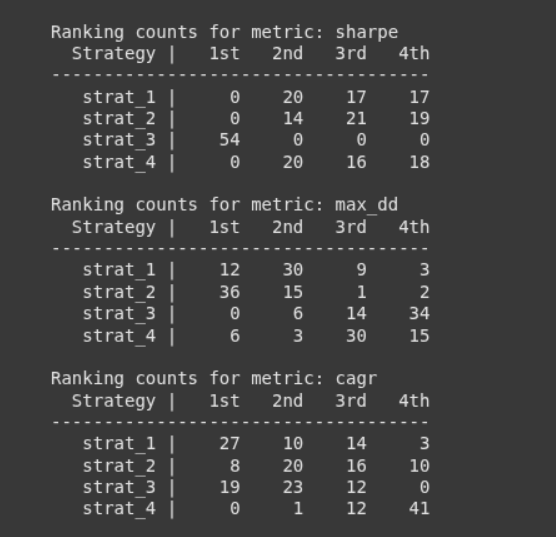 Ranking counts for metric: sharpe
Strategy | 1st 2nd 3rd 4th
------------------------------------
strat_1 | 0 20 17 17
strat_2 | 0 14 21 19
strat_3 | 54 0 0 0
strat_4 | 0 20 16 18
Ranking counts for metric: max_dd
Strategy | 1st 2nd 3rd 4th
------------------------------------
strat_1 | 12 30 9 3
strat_2 | 36 15 1 2
strat_3 | 0 6 14 34
strat_4 | 6 3 30 15
Ranking counts for metric: cagr
Strategy | 1st 2nd 3rd 4th
------------------------------------
strat_1 | 27 10 14 3
strat_2 | 8 20 16 10
strat_3 | 19 23 12 0
strat_4 | 0 1 12 41